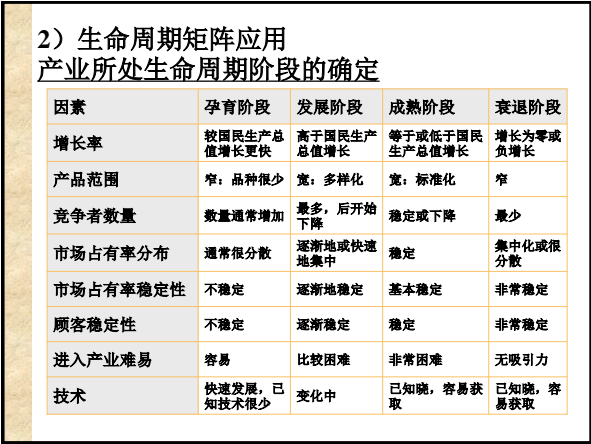 2）生命周期矩阵应用
产业所处生命周期阶段的确定
因素 孕育阶段 发展阶段 成熟阶段 衰退阶段
增长率 较国民生产总值增长更快 高于国民生产总值增长 等于或低于国民生产总值增长 增长为零或负增长
产品范围 窄：品种很少 宽：多样化 宽：标准化 窄
竞争者数量 数量通常增加 最多，后开始下降 稳定或下降 最少
市场占有率分布 通常很分散 逐渐地或快速地集中 稳定 集中化或很分散
市场占有率稳定性 不稳定 逐渐地稳定 基本稳定 非常稳定
顾客稳定性 不稳定 逐渐稳定 稳定 非常稳定
进入产业难易 容易 比较困难 非常困难 无吸引力
技术 快速发展，已知技术很少 变化中 已知晓，容易获取 已知晓，容易获取